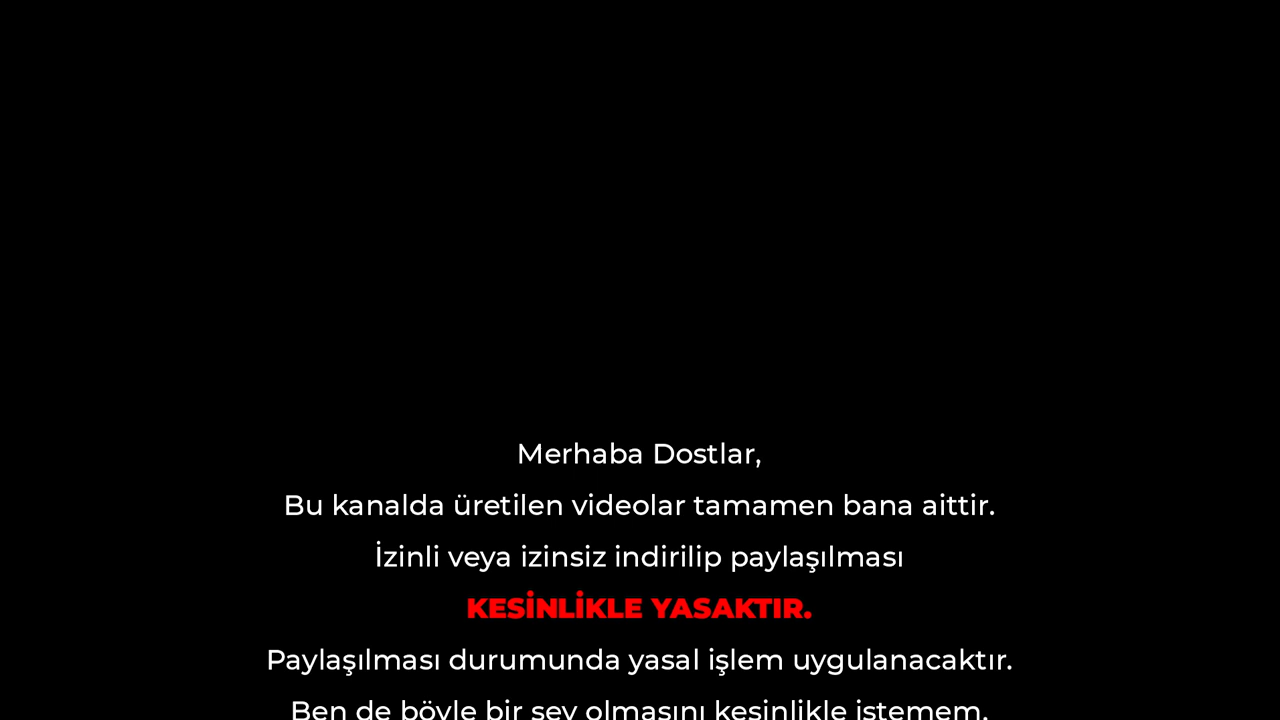 Merhaba Dostlar,
Bu kanalda üretilen videolar tamamen bana aittir.
İzinli veya izinsiz indirilip paylaşılması
KESİNLİKLE YASAKTIR.
Paylaşılması durumunda yasal işlem uygulanacaktır.
Ben de böyle bir şey olmasını kesinlikle istemem.